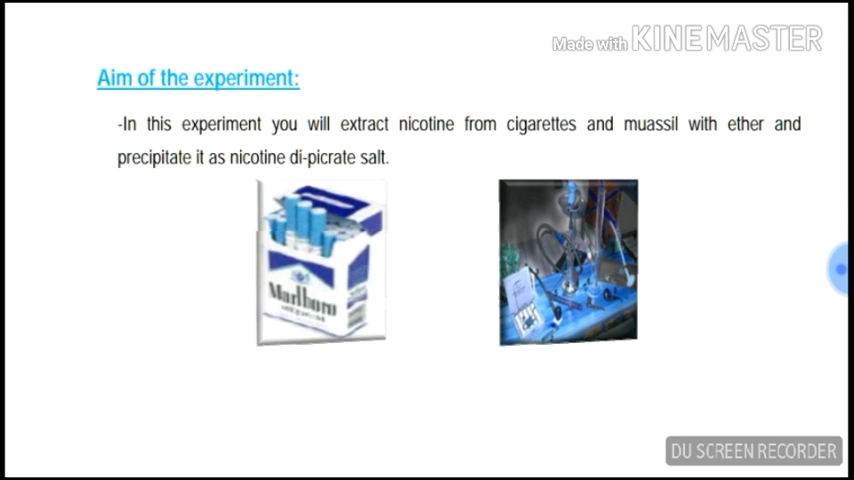 Made with KINEMASTER
Aim of the experiment:
-In this experiment you will extract nicotine from cigarettes and muassil with ether and
precipitate it as nicotine di-picrate salt.
Marlboro
DU SCREEN RECORDER